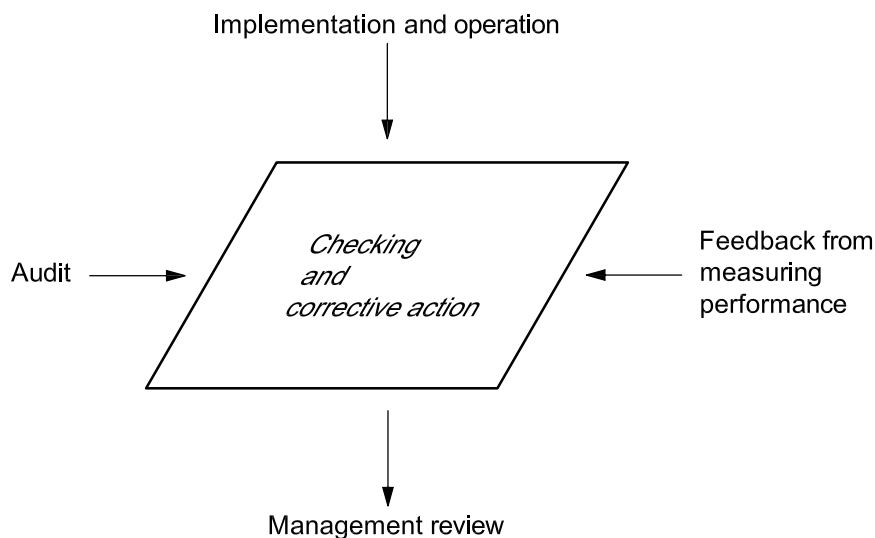 Implementation and operation
Checking
and
corrective action
Audit
Feedback from
measuring
performance
Management review